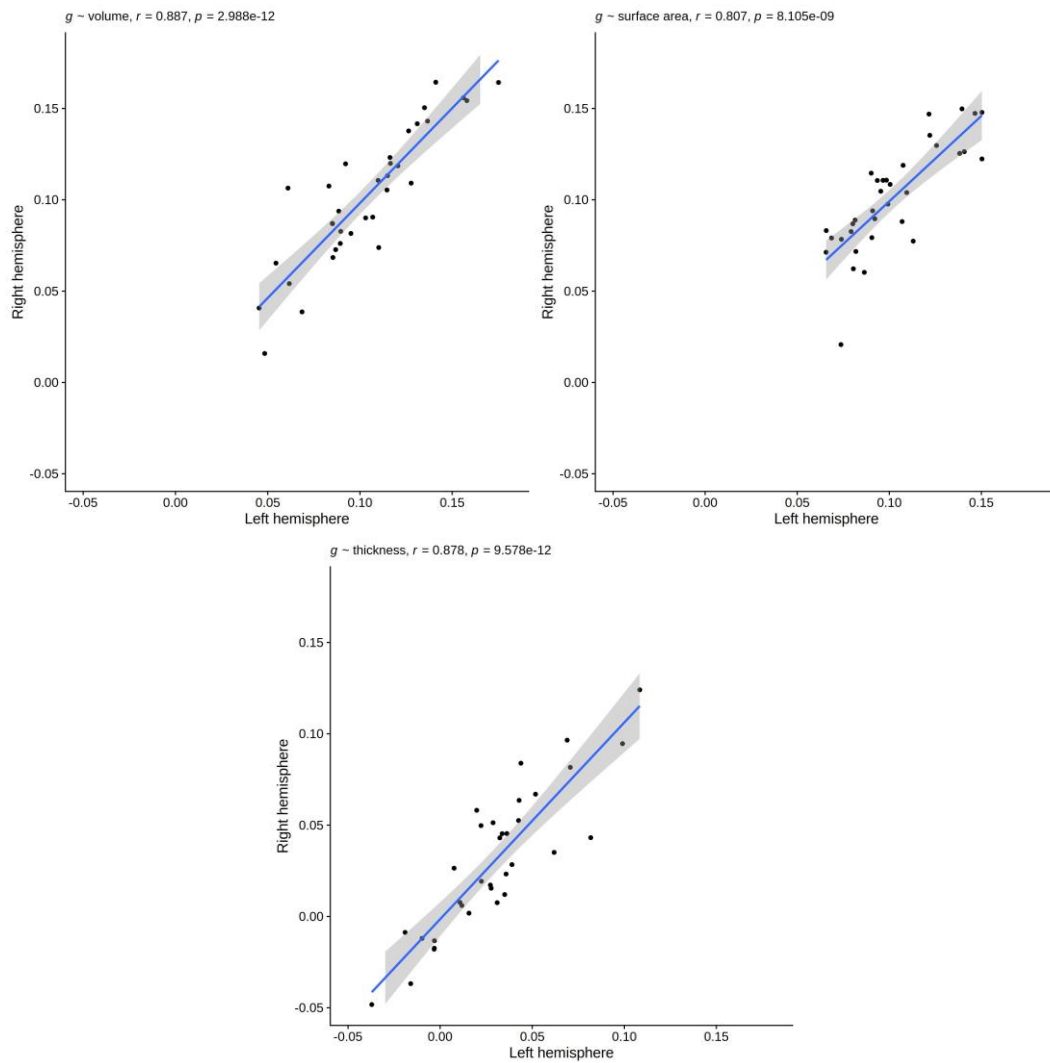 g ~ volume, r = 0.887, p = 2.988e-12
0.15
0.10
0.05
0.00
-0.05
Right hemisphere
-0.05 0.00 0.05 0.10 0.15
Left hemisphere
g ~ surface area, r = 0.807, p = 8.105e-09
0.15
0.10
0.05
0.00
-0.05
Right hemisphere
-0.05 0.00 0.05 0.10 0.15
Left hemisphere
g ~ thickness, r = 0.878, p = 9.578e-12
0.15
0.10
0.05
0.00
-0.05
Right hemisphere
-0.05 0.00 0.05 0.10 0.15
Left hemisphere